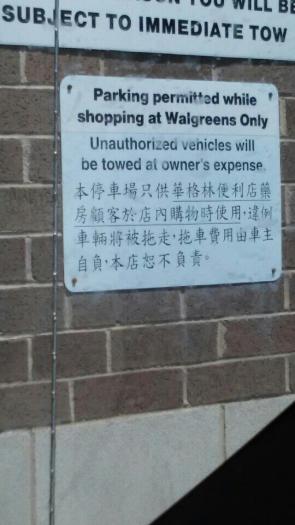 YOU WILL BE
SUBJECT TO IMMEDIATE TOW
Parking permitted while
shopping at Walgreens Only
Unauthorized vehicles will
be towed at owner's expense.
本停車場只供華格林便利店藥
房顧客於店內購物時使用,違例
車輛將被拖走,拖車費用由車主
自負,本店恕不負責。